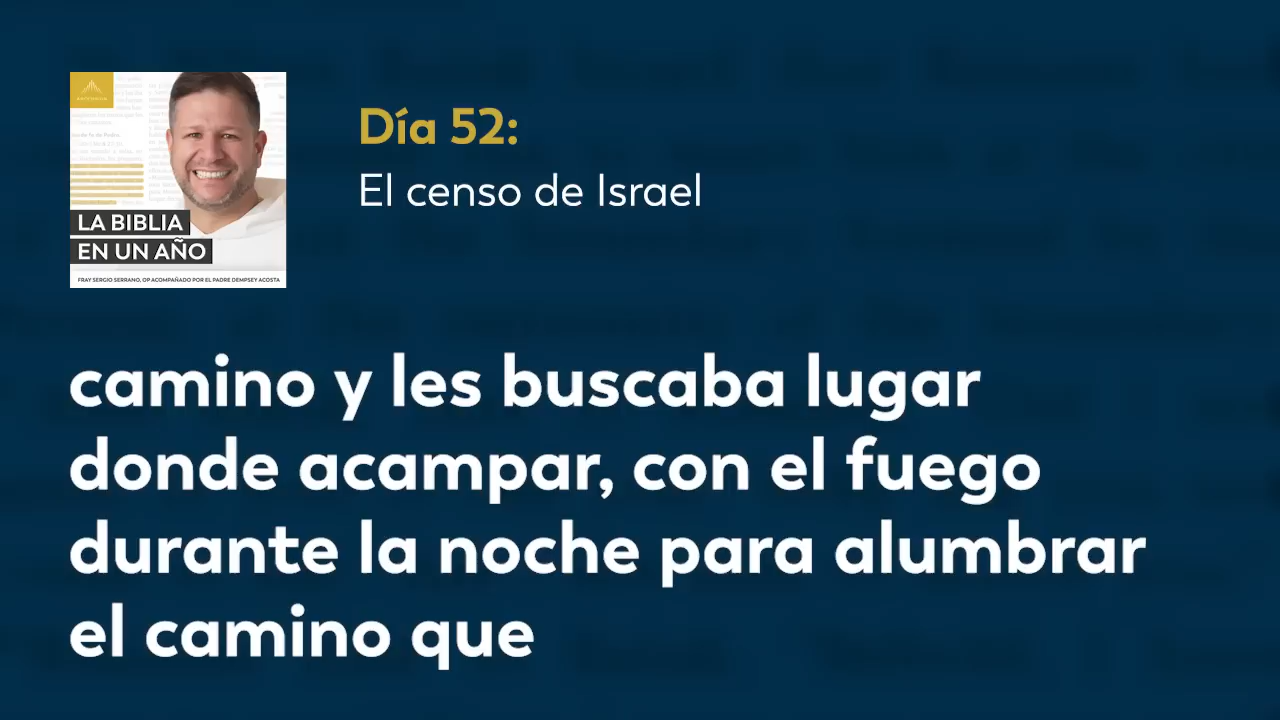 Día 52:
El censo de Israel
LA BIBLIA
EN UN AÑO
FRAY SERGIO SERRANO, OP ACOMPAÑADO POR EL PADRE DEMPSEY ACOSTA
camino y les buscaba lugar
donde acampar, con el fuego
durante la noche para alumbrar
el camino que